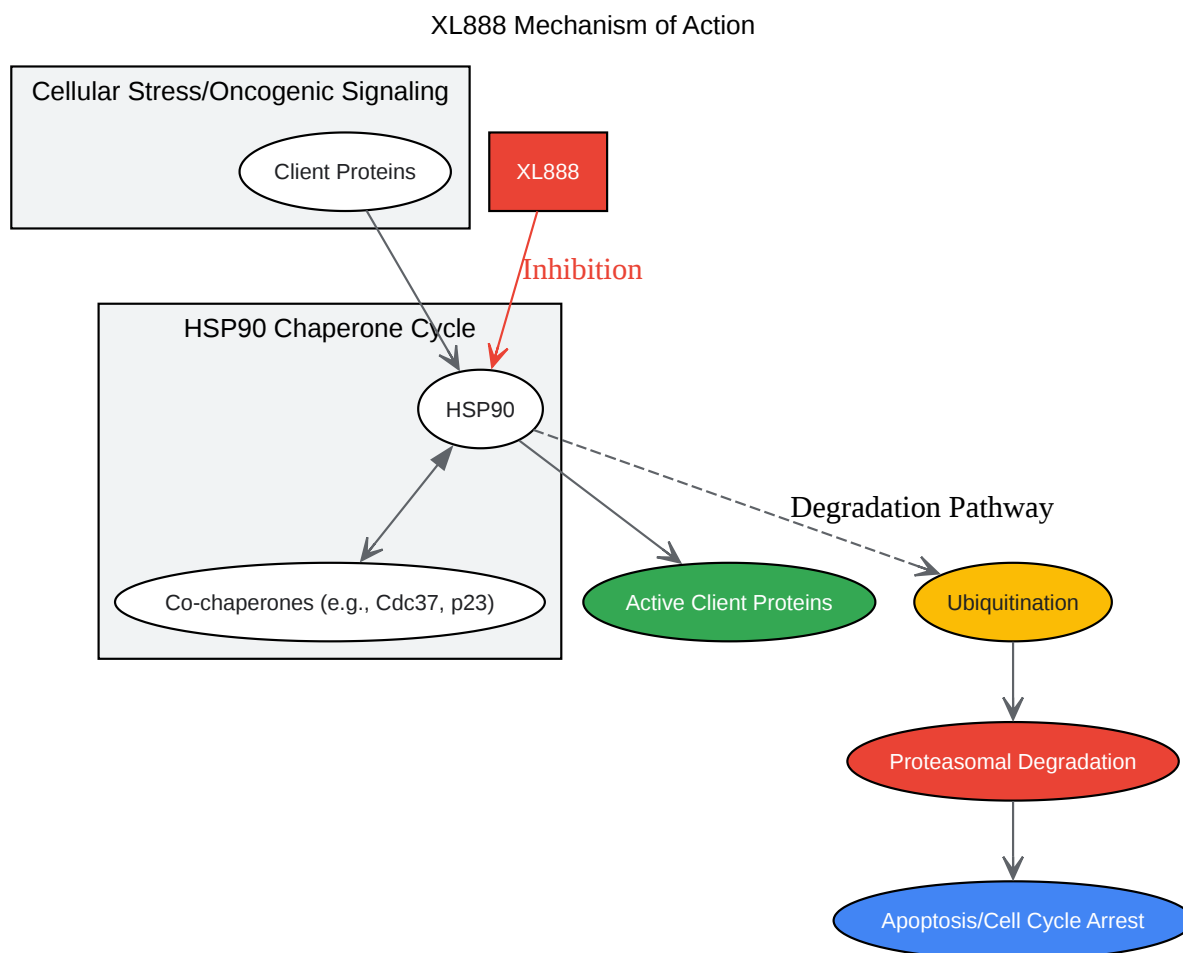 XL888 Mechanism of Action
Cellular Stress/Oncogenic Signaling
Client Proteins
XL888
Inhibition
HSP90 Chaperone Cycle
HSP90
Degradation Pathway
Co-chaperones (e.g., Cdc37, p23)
Active Client Proteins
Ubiquitination
Proteasomal Degradation
Apoptosis/Cell Cycle Arrest